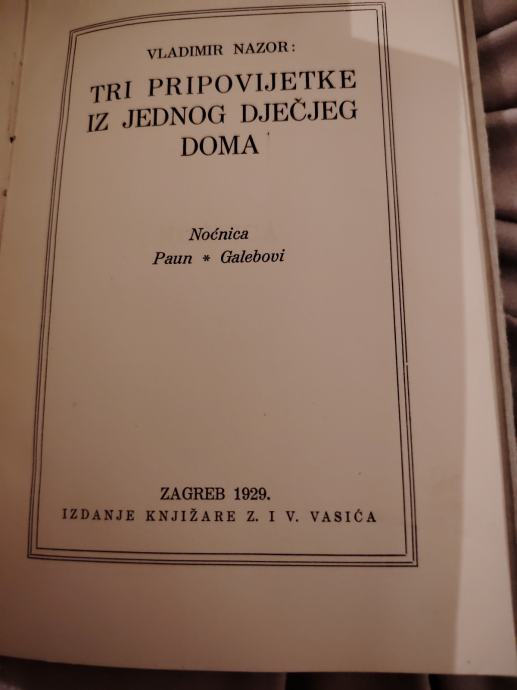 VLADIMIR NAZOR:
TRI PRIPOVIJETKE
IZ JEDNOG DJEČJEG
DOMA
Noćnica
Paun * Galebovi
ZAGREB 1929.
IZDANJE KNJIŽARE Z. I V. VASIĆA